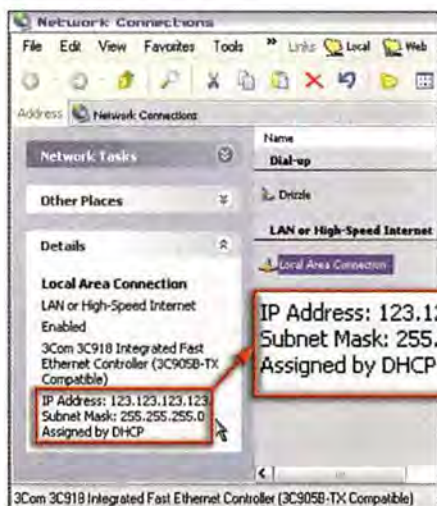 Network Connections
File Edit View Favorites Tools » Links Local Web
Address Network Connections
Network Tasks
Other Places
Details
Local Area Connection
LAN or High-Speed Internet
Enabled
3Com 3C918 Integrated Fast
Ethernet Controller (3C905B-TX
Compatible)
IP Address: 123.123.123.123
Subnet Mask: 255.255.255.0
Assigned by DHCP
Name
Dial-up
Drizzle
LAN or High-Speed Internet
Local Area Connection
IP Address: 123.12
Subnet Mask: 255.
Assigned by DHCP
3Com 3C918 Integrated Fast Ethernet Controller (3C905B-TX Compatible)